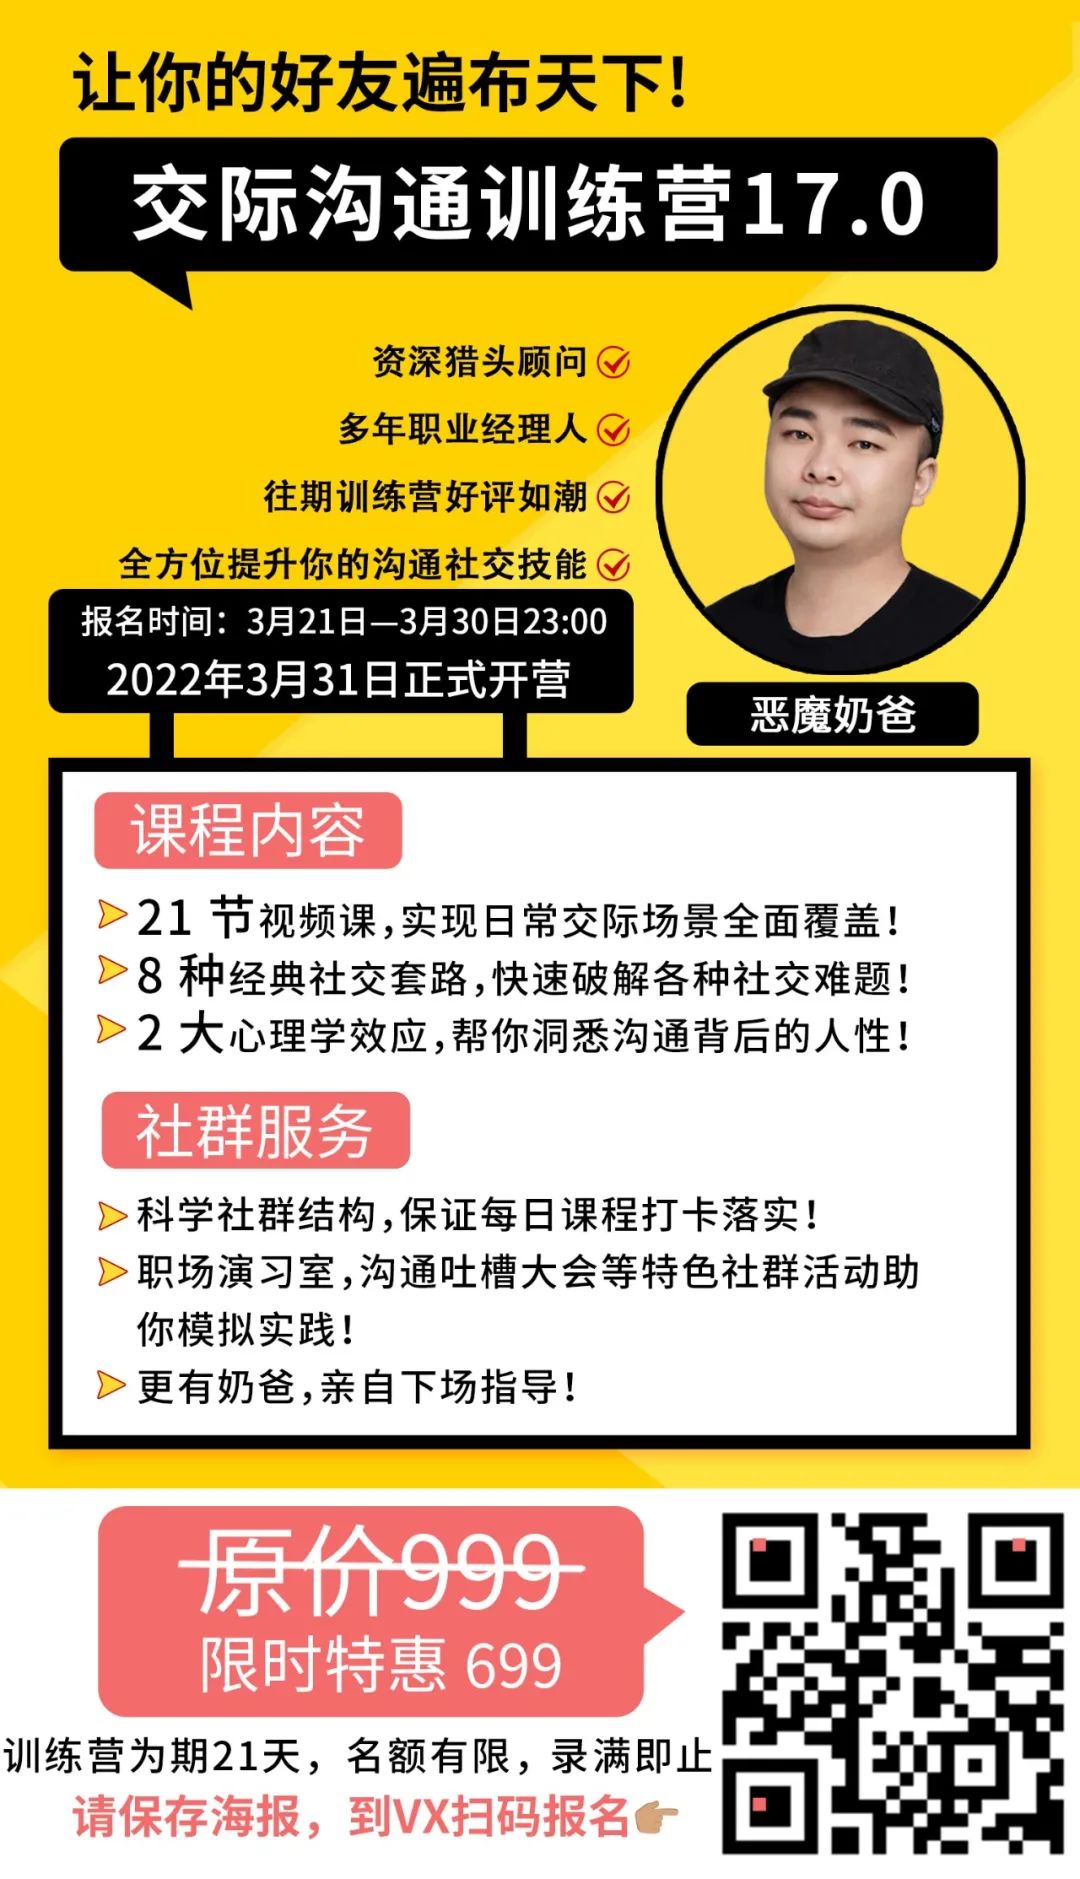 让你的好友遍布天下!
交际沟通训练营17.0
资深猎头顾问
多年职业经理人
往期训练营好评如潮
全方位提升你的沟通社交技能
报名时间：3月21日—3月30日23:00
2022年3月31日正式开营
恶魔奶爸
课程内容
21 节视频课,实现日常交际场景全面覆盖!
8 种经典社交套路,快速破解各种社交难题!
2 大心理学效应,帮你洞悉沟通背后的人性!
社群服务
科学社群结构,保证每日课程打卡落实!
职场演习室,沟通吐槽大会等特色社群活动助
你模拟实践!
更有奶爸,亲自下场指导!
原价999
限时特惠 699
训练营为期21天，名额有限，录满即止
请保存海报，到VX扫码报名